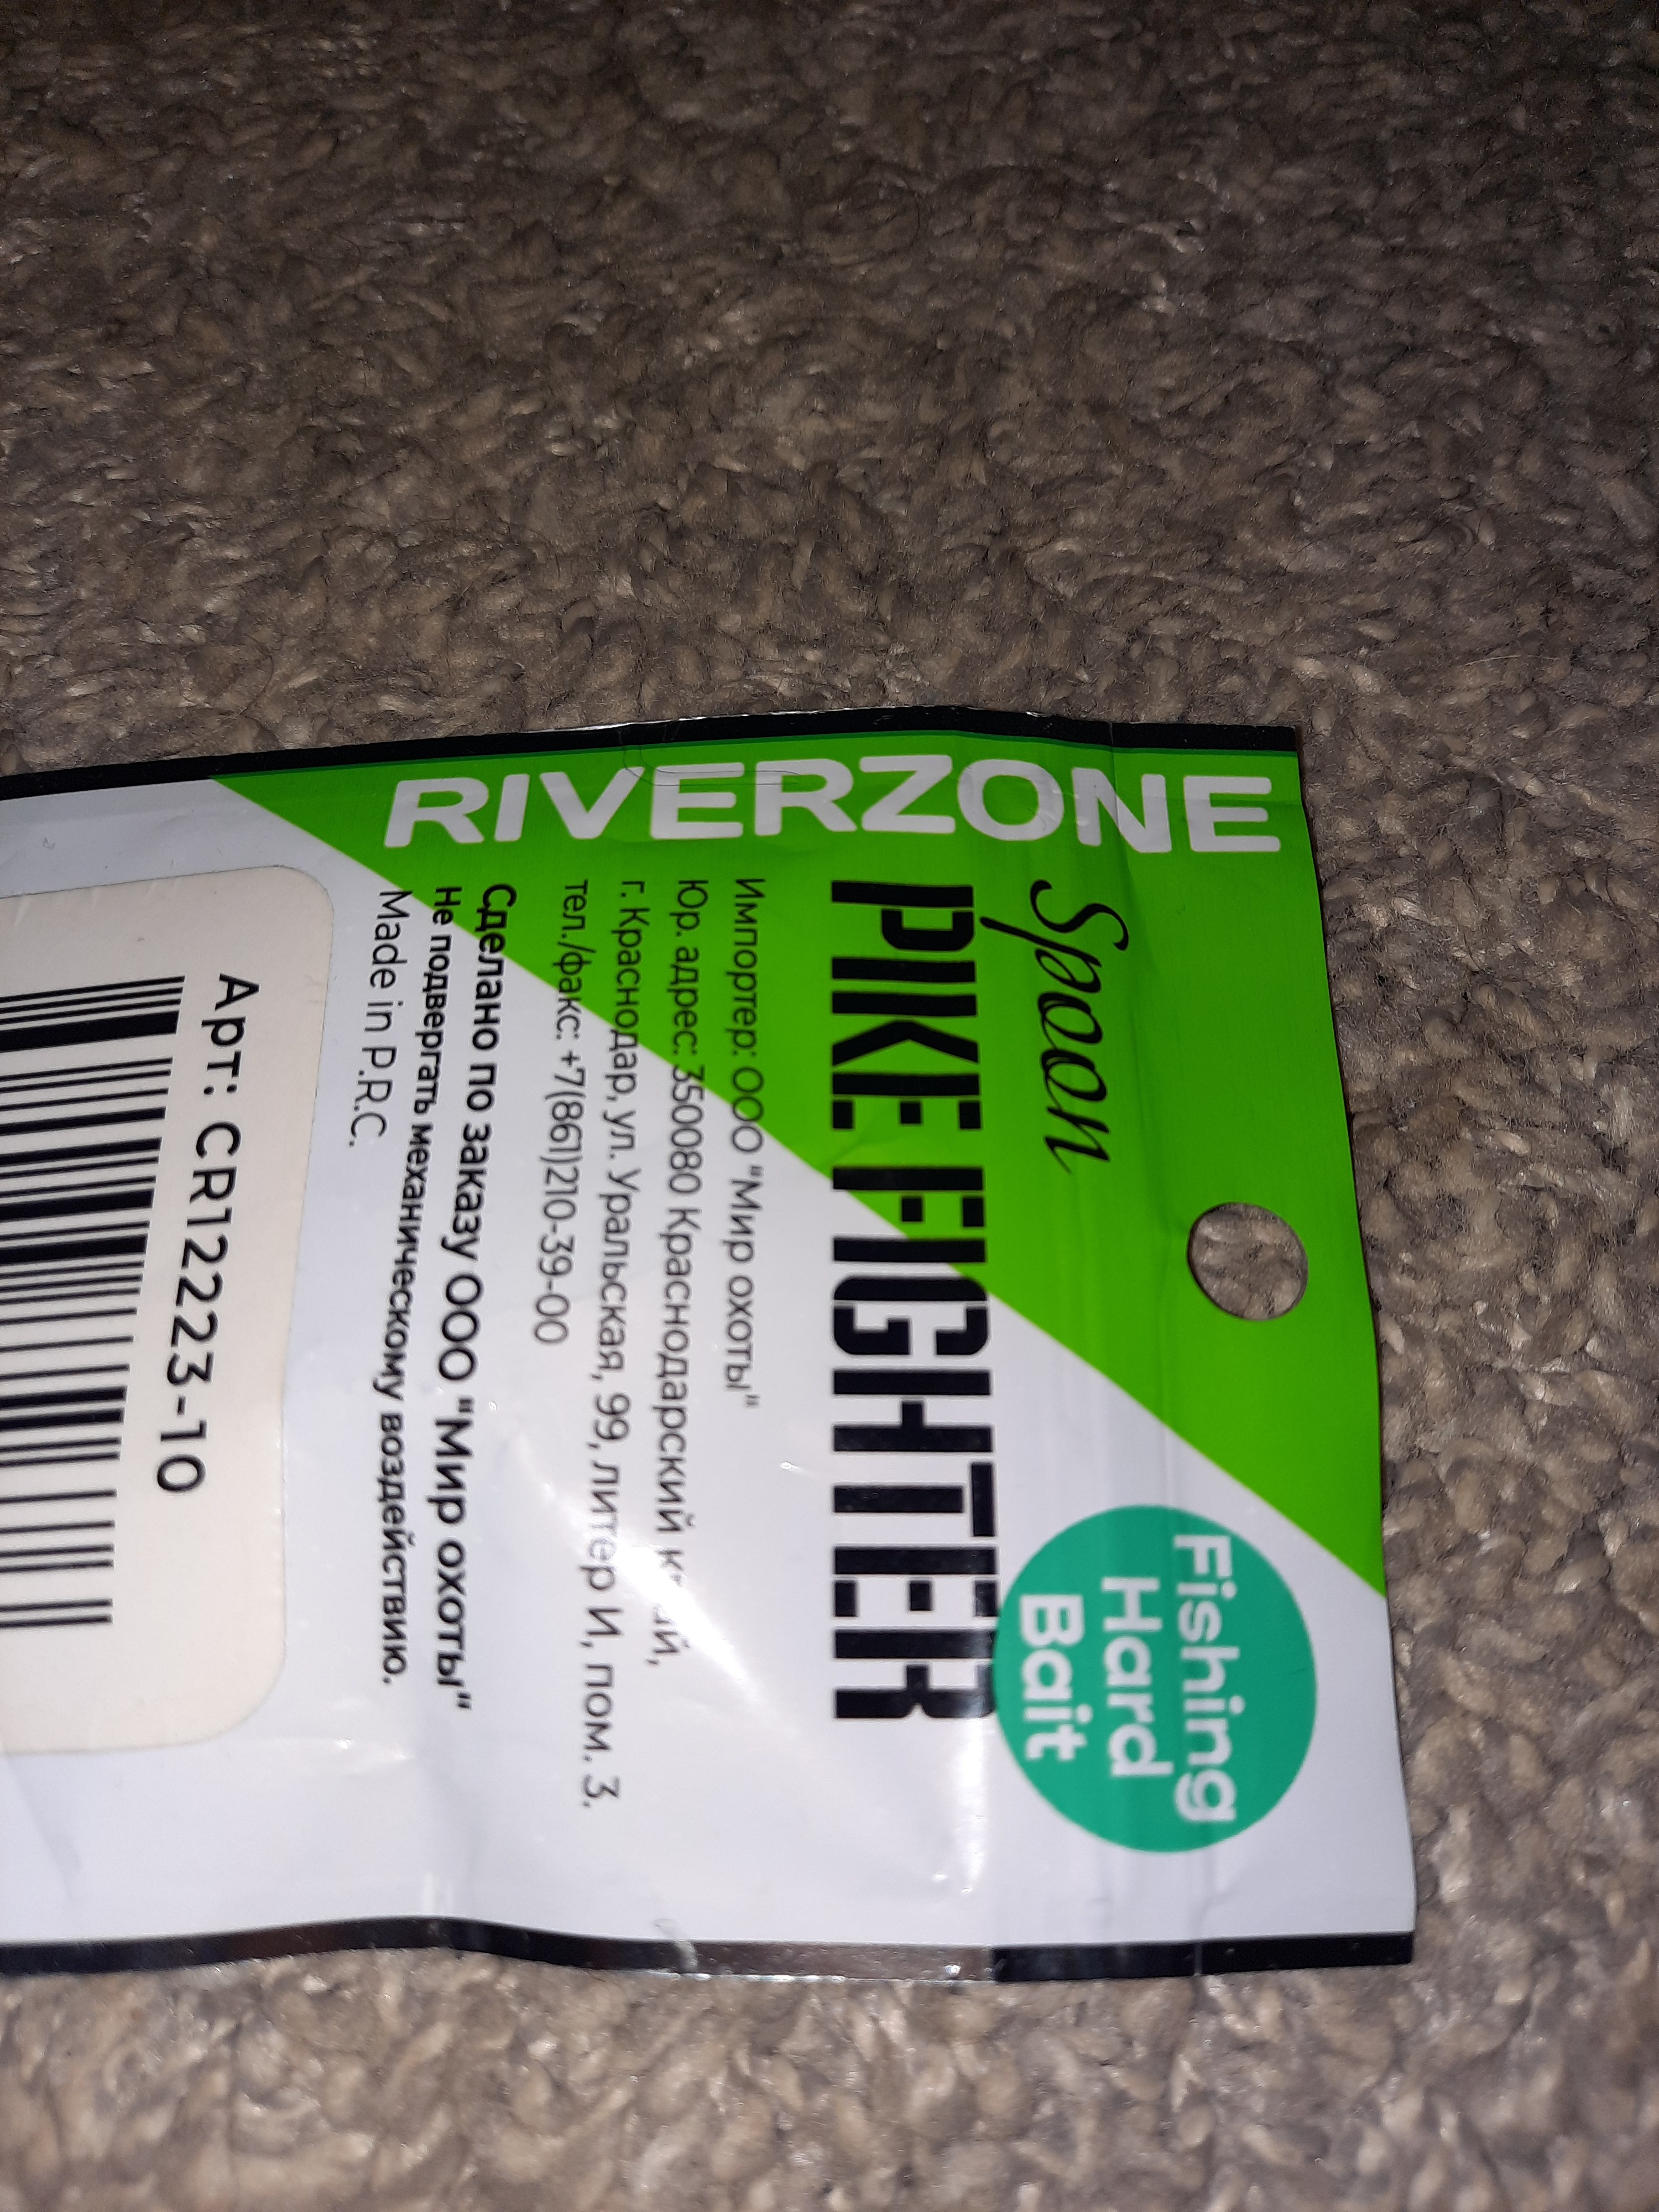 RIVERZONE
Fishing
Hard
Bait
Spoon
PIKE FIGHTER
Импортер: ООО "Мир охоты"
Юр. адрес: 350080 Краснодарский
г. Краснодар, ул. Уральская, 99, литер И, пом. 3.
тел./факс: +7(861)210-39-00
Сделано по заказу ООО "Мир охоты"
Не подвергать механическому воздействию.
Made in P.R.C.
Арт: CR12223-10